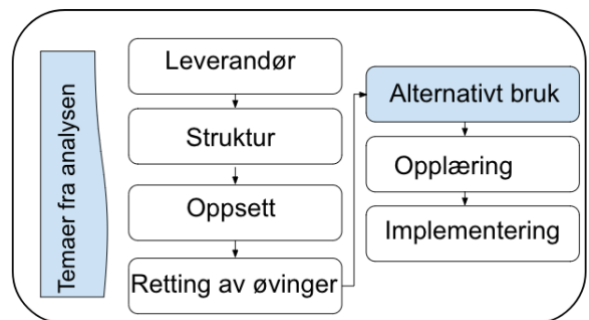 Temaer fra analysen
Leverandør
Struktur
Oppsett
Retting av øvinger
Alternativt bruk
Opplæring
Implementering